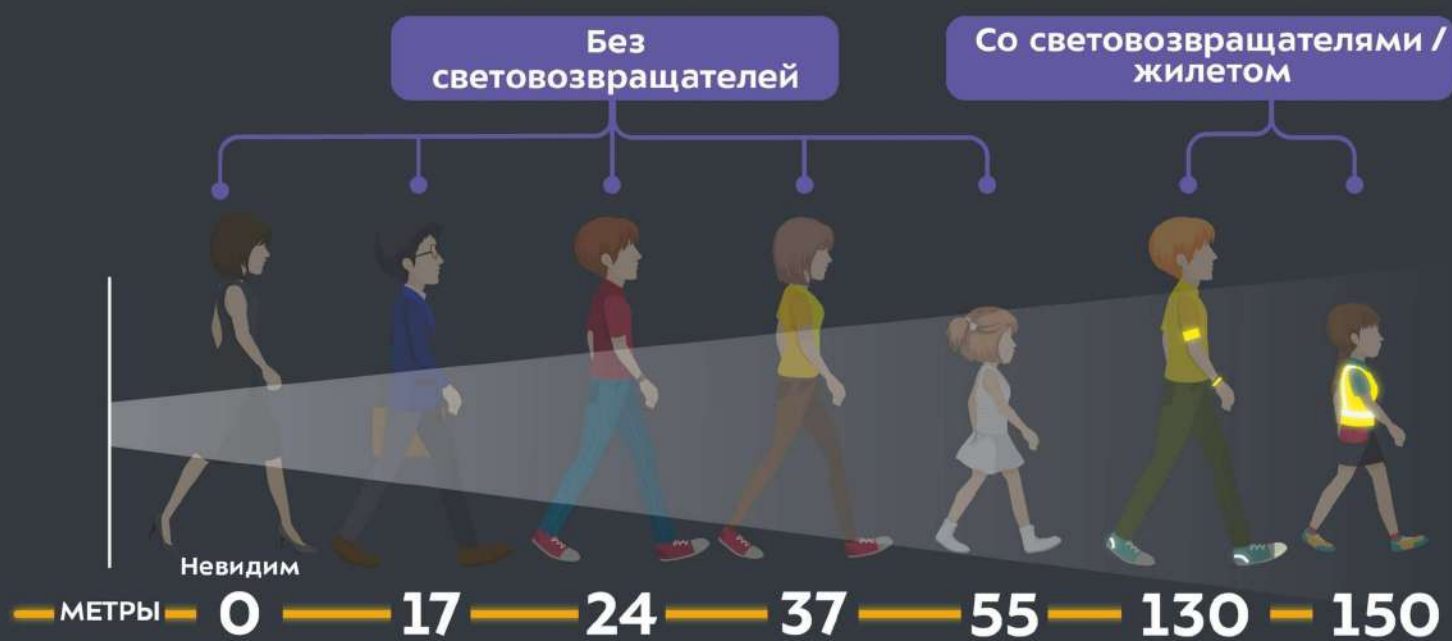 Без
световозвращателей
Со световозвращателями /
жилетом
Невидим
МЕТРЫ 0 17 24 37 55 130 150